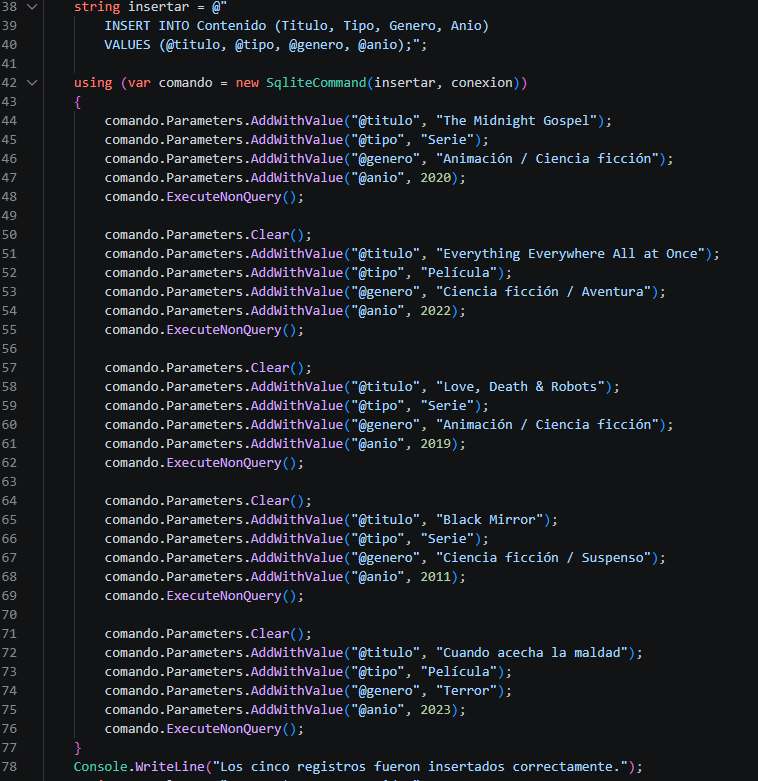 38 string insertar = @"
39 INSERT INTO Contenido (Titulo, Tipo, Genero, Anio)
40 VALUES (@titulo, @tipo, @genero, @anio);";
41
42 using (var comando = new SqliteCommand(insertar, conexion))
43 {
44 comando.Parameters.AddWithValue("@titulo", "The Midnight Gospel");
45 comando.Parameters.AddWithValue("@tipo", "Serie");
46 comando.Parameters.AddWithValue("@genero", "Animación / Ciencia ficción");
47 comando.Parameters.AddWithValue("@anio", 2020);
48 comando.ExecuteNonQuery();
49
50 comando.Parameters.Clear();
51 comando.Parameters.AddWithValue("@titulo", "Everything Everywhere All at Once");
52 comando.Parameters.AddWithValue("@tipo", "Película");
53 comando.Parameters.AddWithValue("@genero", "Ciencia ficción / Aventura");
54 comando.Parameters.AddWithValue("@anio", 2022);
55 comando.ExecuteNonQuery();
56
57 comando.Parameters.Clear();
58 comando.Parameters.AddWithValue("@titulo", "Love, Death & Robots");
59 comando.Parameters.AddWithValue("@tipo", "Serie");
60 comando.Parameters.AddWithValue("@genero", "Animación / Ciencia ficción");
61 comando.Parameters.AddWithValue("@anio", 2019);
62 comando.ExecuteNonQuery();
63
64 comando.Parameters.Clear();
65 comando.Parameters.AddWithValue("@titulo", "Black Mirror");
66 comando.Parameters.AddWithValue("@tipo", "Serie");
67 comando.Parameters.AddWithValue("@genero", "Ciencia ficción / Suspenso");
68 comando.Parameters.AddWithValue("@anio", 2011);
69 comando.ExecuteNonQuery();
70
71 comando.Parameters.Clear();
72 comando.Parameters.AddWithValue("@titulo", "Cuando acecha la maldad");
73 comando.Parameters.AddWithValue("@tipo", "Película");
74 comando.Parameters.AddWithValue("@genero", "Terror");
75 comando.Parameters.AddWithValue("@anio", 2023);
76 comando.ExecuteNonQuery();
77 }
78 Console.WriteLine("Los cinco registros fueron insertados correctamente.");